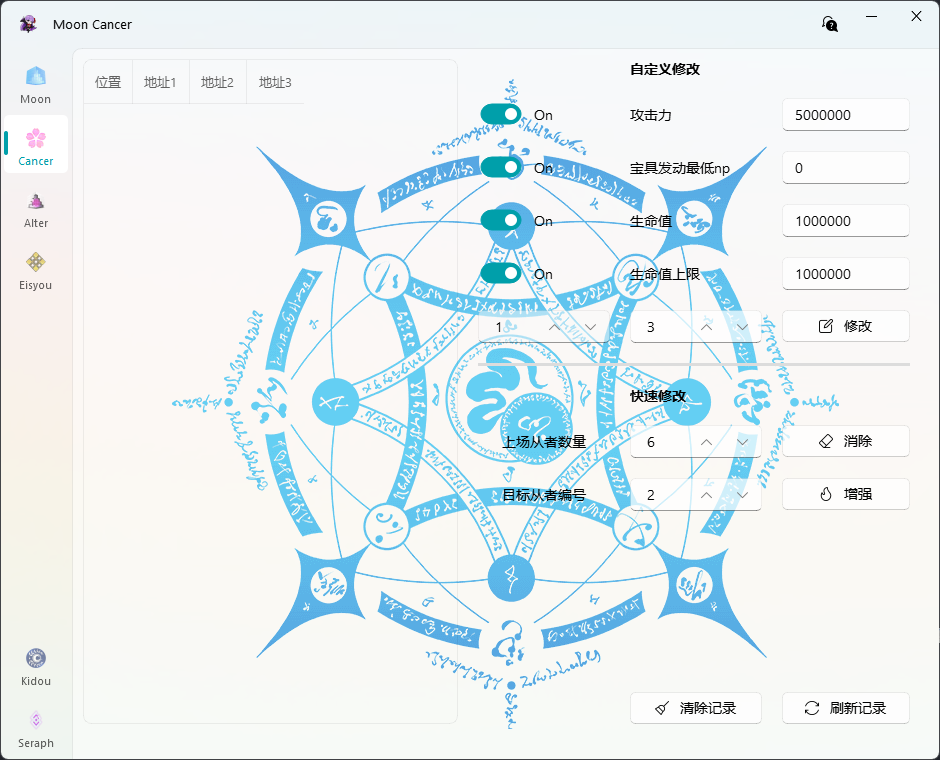 Moon Cancer
Moon
Cancer
Alter
Eisyou
Kidou
Seraph
位置 地址1 地址2 地址3
自定义修改
On 攻击力 5000000
On 宝具发动最低np 0
On 生命值 1000000
On 生命值上限 1000000
1 3 修改
快速修改
上场从者数量 6 消除
目标从者编号 2 增强
清除记录 刷新记录